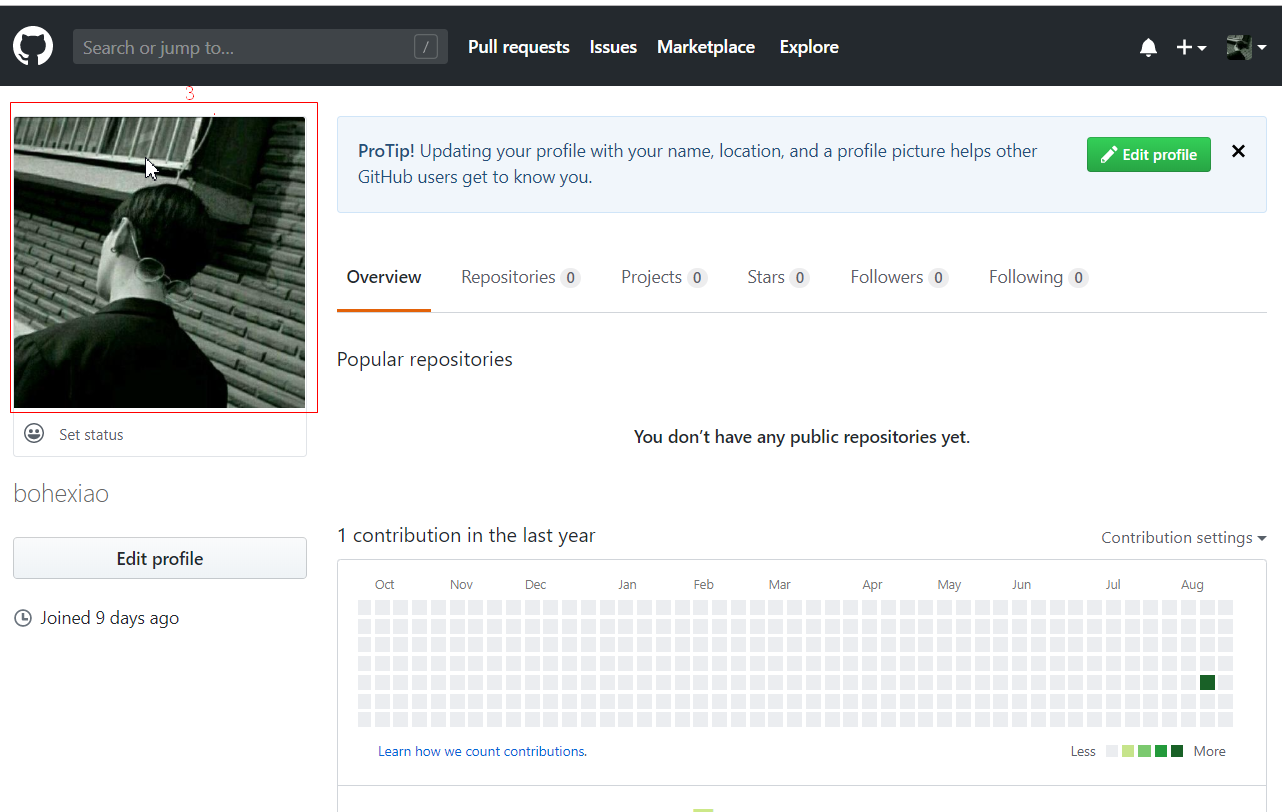 Search or jump to...
/
Pull requests
Issues
Marketplace
Explore
3
ProTip! Updating your profile with your name, location, and a profile picture helps other
GitHub users get to know you.
Edit profile
Overview
Repositories 0
Projects 0
Stars 0
Followers 0
Following 0
Set status
bohexiao
Edit profile
Joined 9 days ago
Popular repositories
You don’t have any public repositories yet.
1 contribution in the last year
Contribution settings
Oct Nov Dec Jan Feb Mar Apr May Jun Jul Aug
Learn how we count contributions.
Less
More